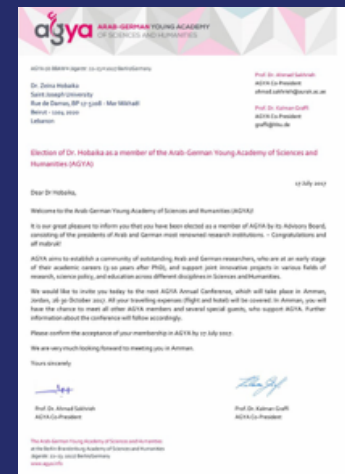 agya ARAB-GERMAN YOUNG ACADEMY
OF SCIENCES AND HUMANITIES
Prof. Dr. Ahmad Sakhrieh
AGYA Co-President
Dr. Zeina Hobaika
Saint Joseph University
Rue de Damas, BP 17-5208 - Mar Mikhaël
Beirut - 1104 2020
Lebanon
Prof. Dr. Kalman Graffi
AGYA Co-President
graffi@hhu.de
Election of Dr. Hobaika as a member of the Arab-German Young Academy of Sciences and
Humanities (AGYA)
17 July 2017
Dear Dr Hobaika,
Welcome to the Arab-German Young Academy of Sciences and Humanities (AGYA)!
It is our great pleasure to inform you that you have been elected as a member of AGYA by its Advisory Board,
consisting of the presidents of Arab and German most renowned research institutions. – Congratulations and
alf mabruk!
AGYA aims to establish a community of outstanding Arab and German researchers, who are at an early stage
of their academic careers (3-10 years after PhD), and support joint innovative projects in various fields of
research, science policy, and education across different disciplines in Sciences and Humanities.
We would like to invite you today to the next AGYA Annual Conference, which will take place in Amman,
Jordan, 26-30 October 2017. All your travelling expenses (flight and hotel) will be covered. In Amman, you will
have the chance to meet all other AGYA members and several special guests, who support AGYA. Further
information about the conference will follow accordingly.
Please confirm the acceptance of your membership in AGYA by 27 July 2017.
We are very much looking forward to meeting you in Amman.
Yours sincerely
Prof. Dr. Ahmad Sakhrieh
AGYA Co-President
Prof. Dr. Kalman Graffi
AGYA Co-President
The Arab-German Young Academy of Sciences and Humanities
at the Berlin-Brandenburg Academy of Sciences and Humanities
www.agya.info